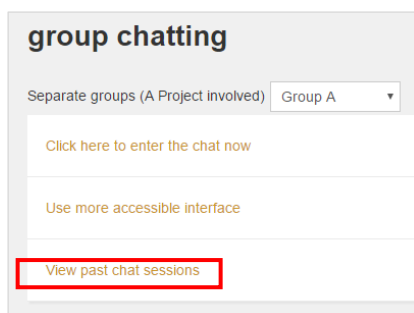 group chatting
Separate groups (A Project involved) Group A
Click here to enter the chat now
Use more accessible interface
View past chat sessions